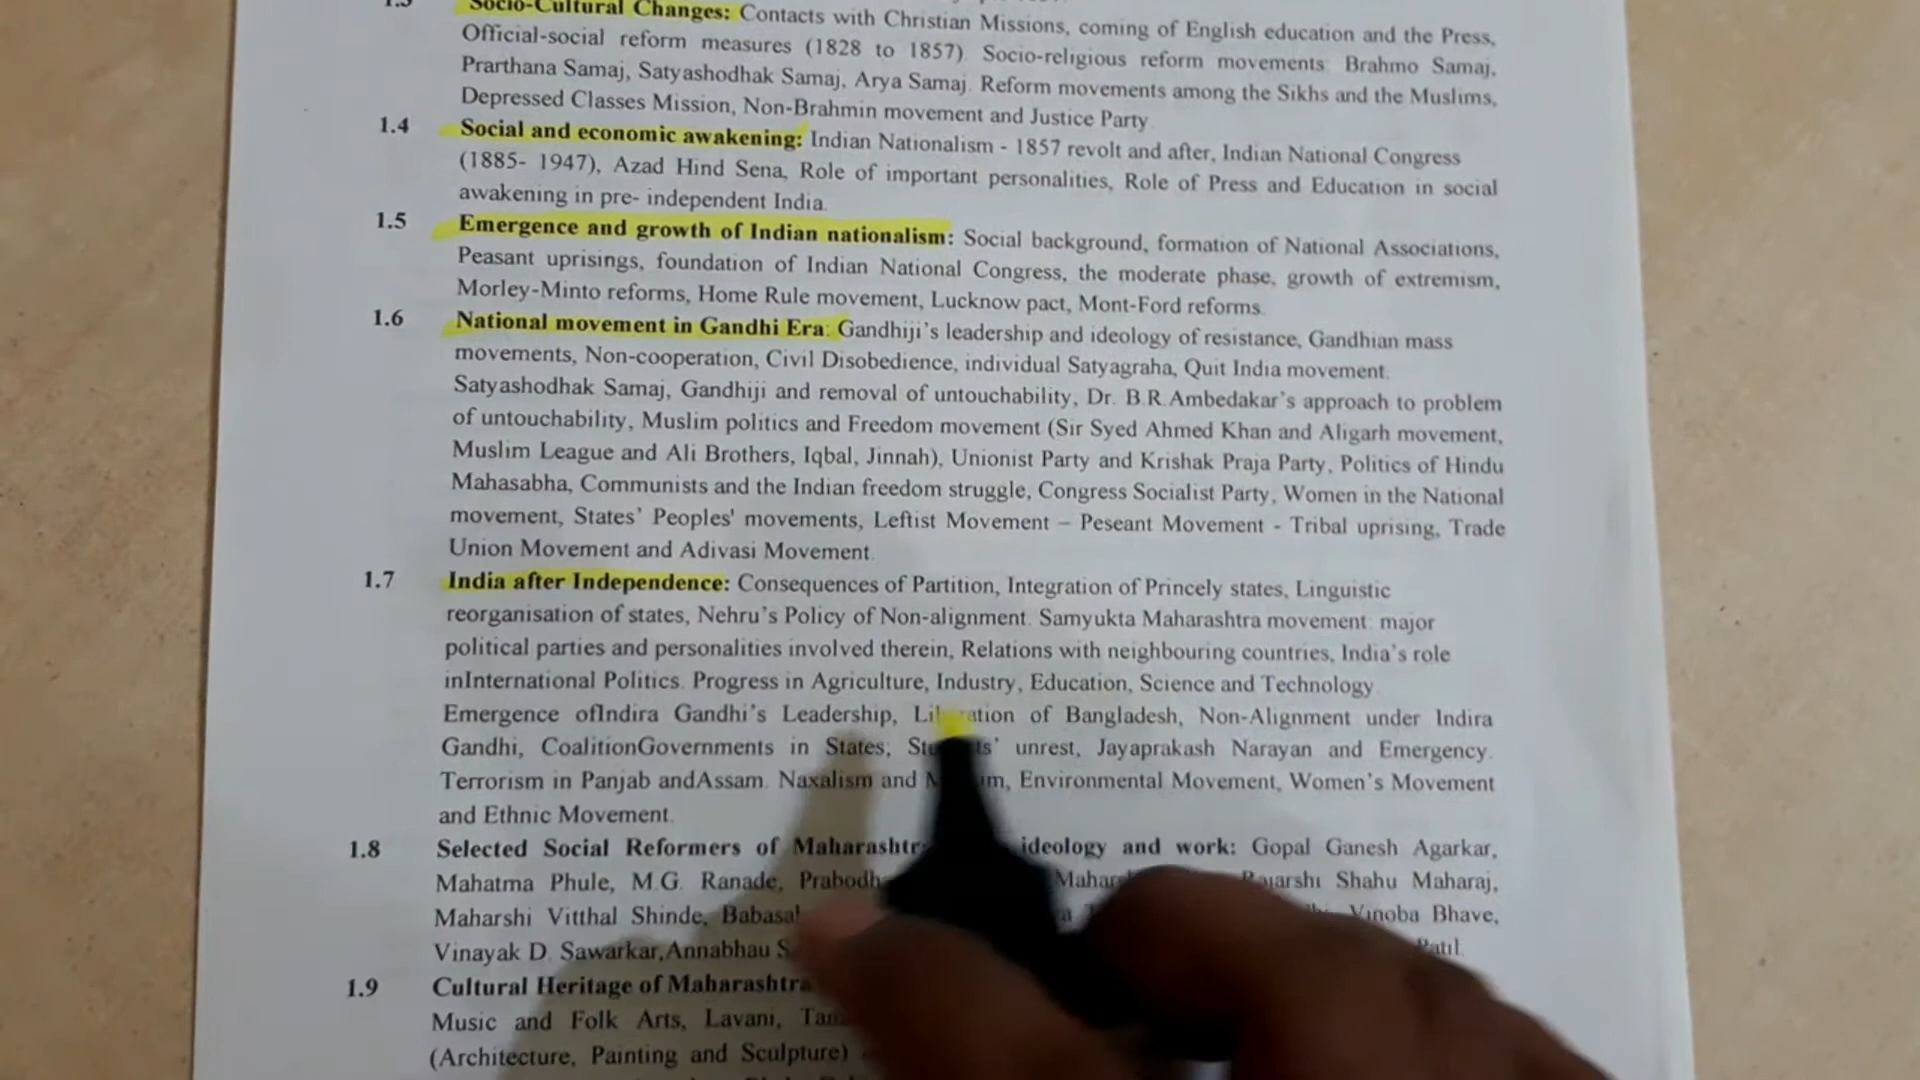 1.3 Socio-Cultural Changes: Contacts with Christian Missions, coming of English education and the Press,
Official-social reform measures (1828 to 1857). Socio-religious reform movements: Brahmo Samaj,
Prarthana Samaj, Satyashodhak Samaj, Arya Samaj. Reform movements among the Sikhs and the Muslims,
Depressed Classes Mission, Non-Brahmin movement and Justice Party.
1.4 Social and economic awakening: Indian Nationalism - 1857 revolt and after, Indian National Congress
(1885- 1947), Azad Hind Sena, Role of important personalities, Role of Press and Education in social
awakening in pre- independent India.
1.5 Emergence and growth of Indian nationalism: Social background, formation of National Associations,
Peasant uprisings, foundation of Indian National Congress, the moderate phase, growth of extremism,
Morley-Minto reforms, Home Rule movement, Lucknow pact, Mont-Ford reforms.
1.6 National movement in Gandhi Era: Gandhiji's leadership and ideology of resistance, Gandhian mass
movements, Non-cooperation, Civil Disobedience, individual Satyagraha, Quit India movement.
Satyashodhak Samaj, Gandhiji and removal of untouchability, Dr. B.R.Ambedakar's approach to problem
of untouchability, Muslim politics and Freedom movement (Sir Syed Ahmed Khan and Aligarh movement,
Muslim League and Ali Brothers, Iqbal, Jinnah), Unionist Party and Krishak Praja Party, Politics of Hindu
Mahasabha, Communists and the Indian freedom struggle, Congress Socialist Party, Women in the National
movement, States' Peoples' movements, Leftist Movement – Peseant Movement - Tribal uprising, Trade
Union Movement and Adivasi Movement.
1.7 India after Independence: Consequences of Partition, Integration of Princely states, Linguistic
reorganisation of states, Nehru's Policy of Non-alignment. Samyukta Maharashtra movement: major
political parties and personalities involved therein, Relations with neighbouring countries, India's role
inInternational Politics. Progress in Agriculture, Industry, Education, Science and Technology.
Emergence ofIndira Gandhi's Leadership, Liberation of Bangladesh, Non-Alignment under Indira
Gandhi, CoalitionGovernments in States, unrest, Jayaprakash Narayan and Emergency.
Terrorism in Panjab andAssam. Naxalism and Environmental Movement, Women's Movement
and Ethnic Movement.
1.8 Selected Social Reformers of ideology and work: Gopal Ganesh Agarkar,
Mahatma Phule, M.G. Ranade, Shahu Maharaj,
Maharshi Vitthal Shinde, Vinoba Bhave,
Vinayak D. Sawarkar,Annabhau Patil.
1.9 Cultural Heritage of Maharashtra
Music and Folk Arts, Lavani,
(Architecture, Painting and Sculpture)